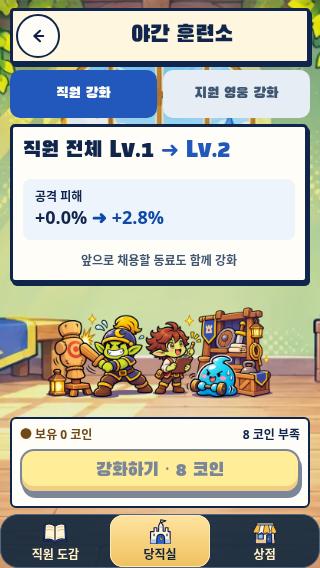 야간 훈련소
직원 강화
지원 영웅 강화
직원 전체 Lv.1 → Lv.2
공격 피해
+0.0% → +2.8%
앞으로 채용할 동료도 함께 강화
보유 0 코인
8 코인 부족
강화하기 · 8 코인
직원 도감
당직실
상점